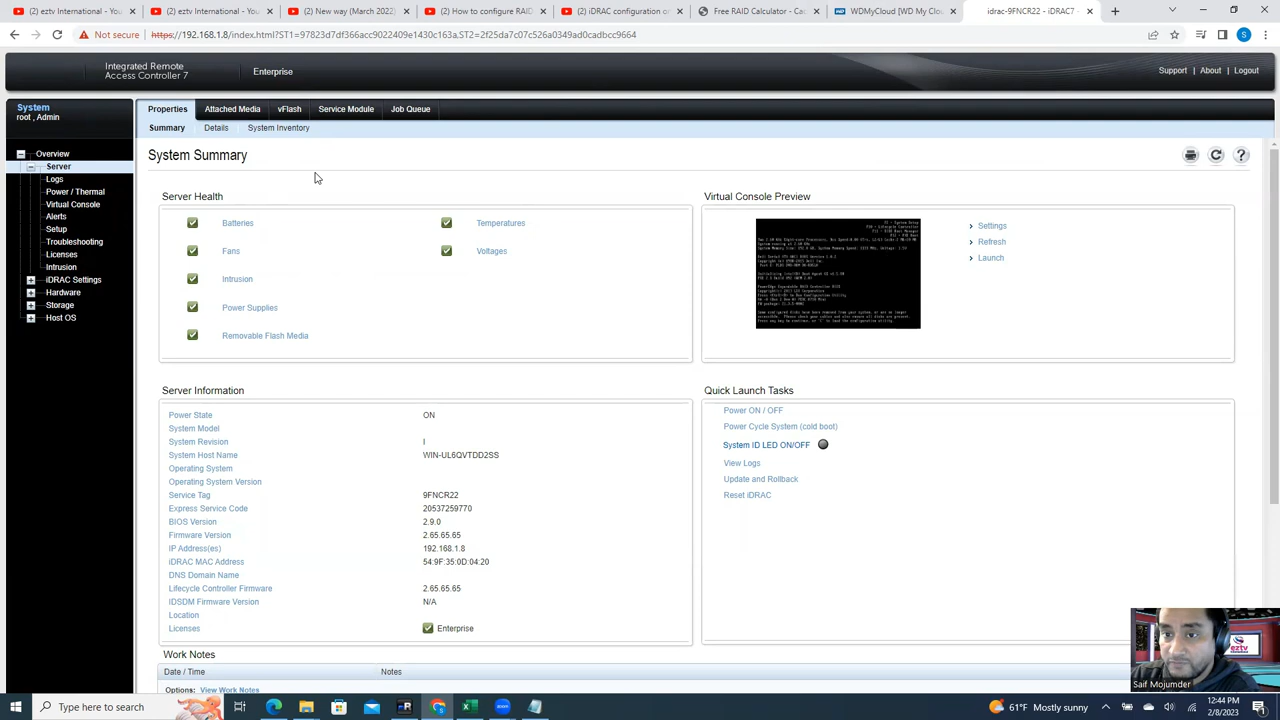 (2) eztv Videos - You
(2) eztv Videos - You
(2) New way (March 2022)
(2) How to configure RAID
(2) iDRAC configuration o
Free RAID Calculator - Ca
WDMyCloud [WD My Clo
idrac-9FNCR22 - iDRAC7
Not secure
https://192.168.1.8/index.html?ST1=97823d7df366acc9022409e1430c163a,ST2=2f25da7c07ac0516a0349ad0cadbcc9664
S
Integrated Remote
Access Controller 7
Enterprise
Support | About | Logout
System
root , Admin
Properties
Attached Media
vFlash
Service Module
Job Queue
Summary
Details
System Inventory
Overview
Server
Logs
Power / Thermal
Virtual Console
Alerts
Setup
Troubleshooting
Licenses
Intrusion
iDRAC Settings
Hardware
Storage
Host OS
System Summary
Server Health
Batteries
Temperatures
Fans
Voltages
Intrusion
Power Supplies
Removable Flash Media
Virtual Console Preview
Settings
Refresh
Launch
Server Information
Power State ON
System Model
System Revision I
System Host Name WIN-UL6QVTDD2SS
Operating System
Operating System Version
Service Tag 9FNCR22
Express Service Code 20537259770
BIOS Version 2.9.0
Firmware Version 2.65.65.65
IP Address(es) 192.168.1.8
iDRAC MAC Address 54:9F:35:0D:04:20
DNS Domain Name
Lifecycle Controller Firmware 2.65.65.65
IDSDM Firmware Version N/A
Location
Licenses Enterprise
Quick Launch Tasks
Power ON / OFF
Power Cycle System (cold boot)
System ID LED ON/OFF
View Logs
Update and Rollback
Reset iDRAC
Work Notes
Date / Time Notes
Options: View Work Notes
eztv
Saif Mojumder
Type here to search
61°F Mostly sunny
12:44 PM
2/8/2023